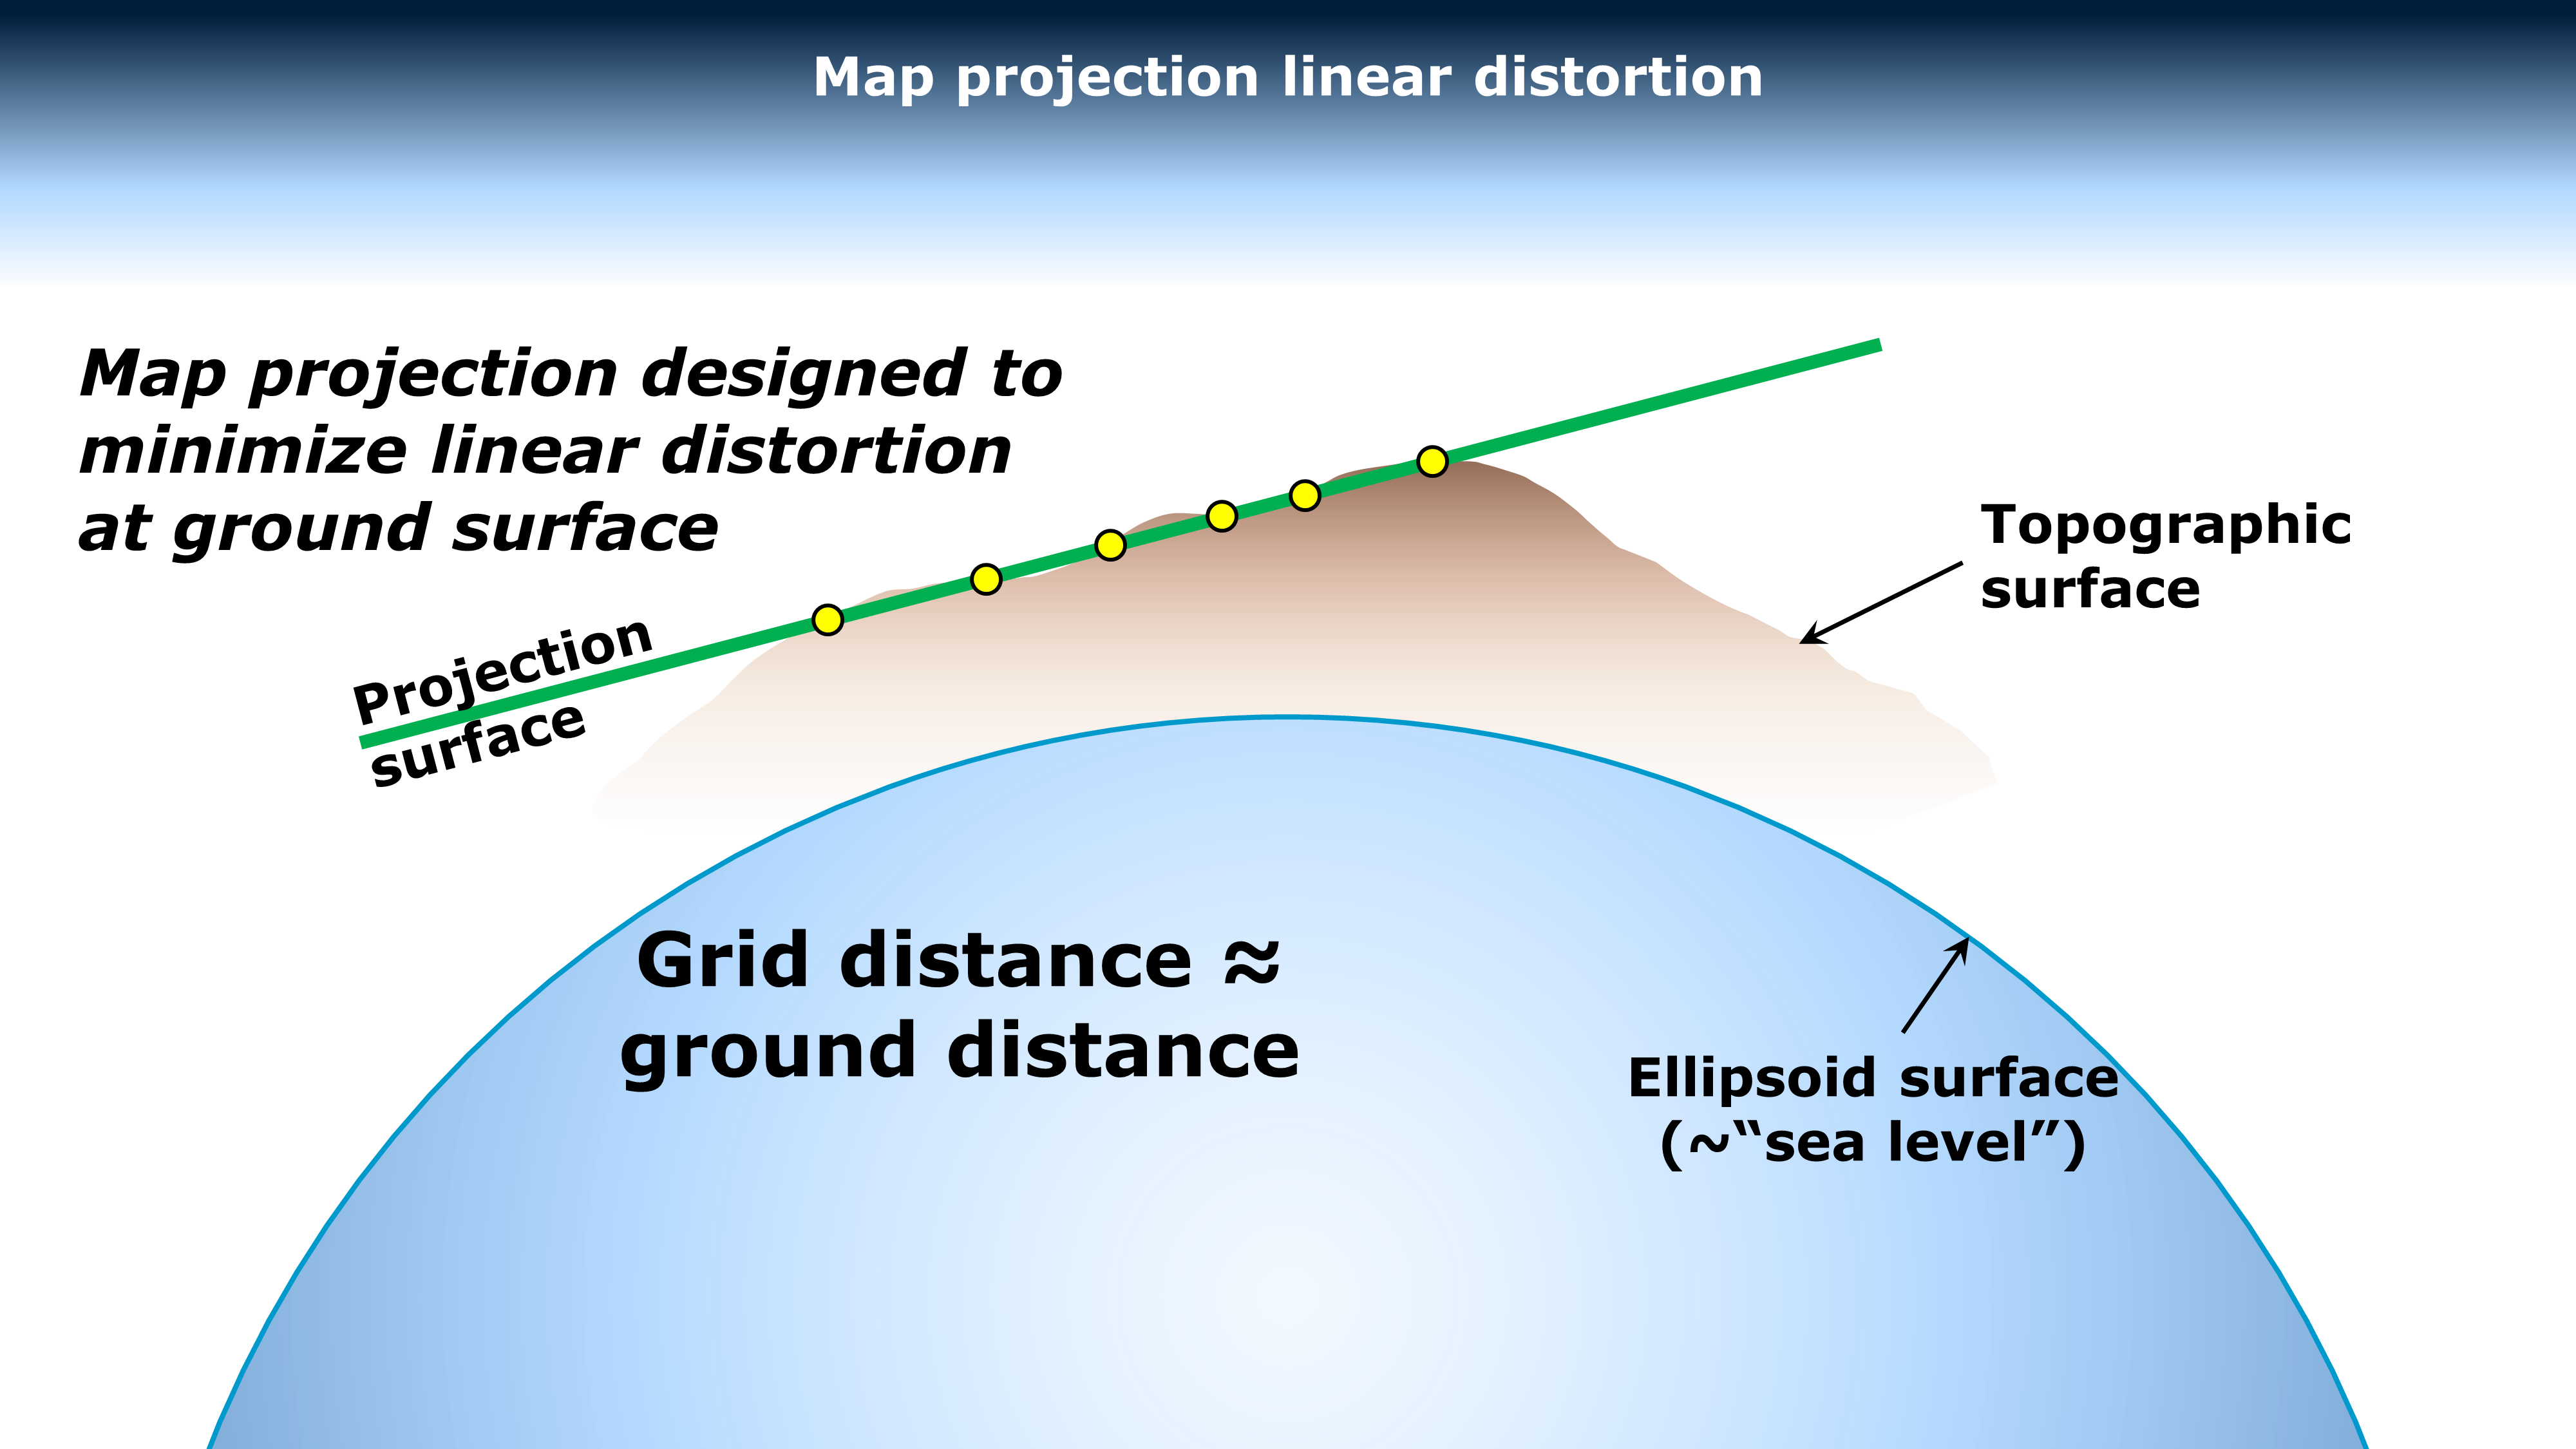 Map projection linear distortion
Map projection designed to
minimize linear distortion
at ground surface
Topographic
surface
Projection
surface
Grid distance ≈
ground distance
Ellipsoid surface
(~“sea level”)